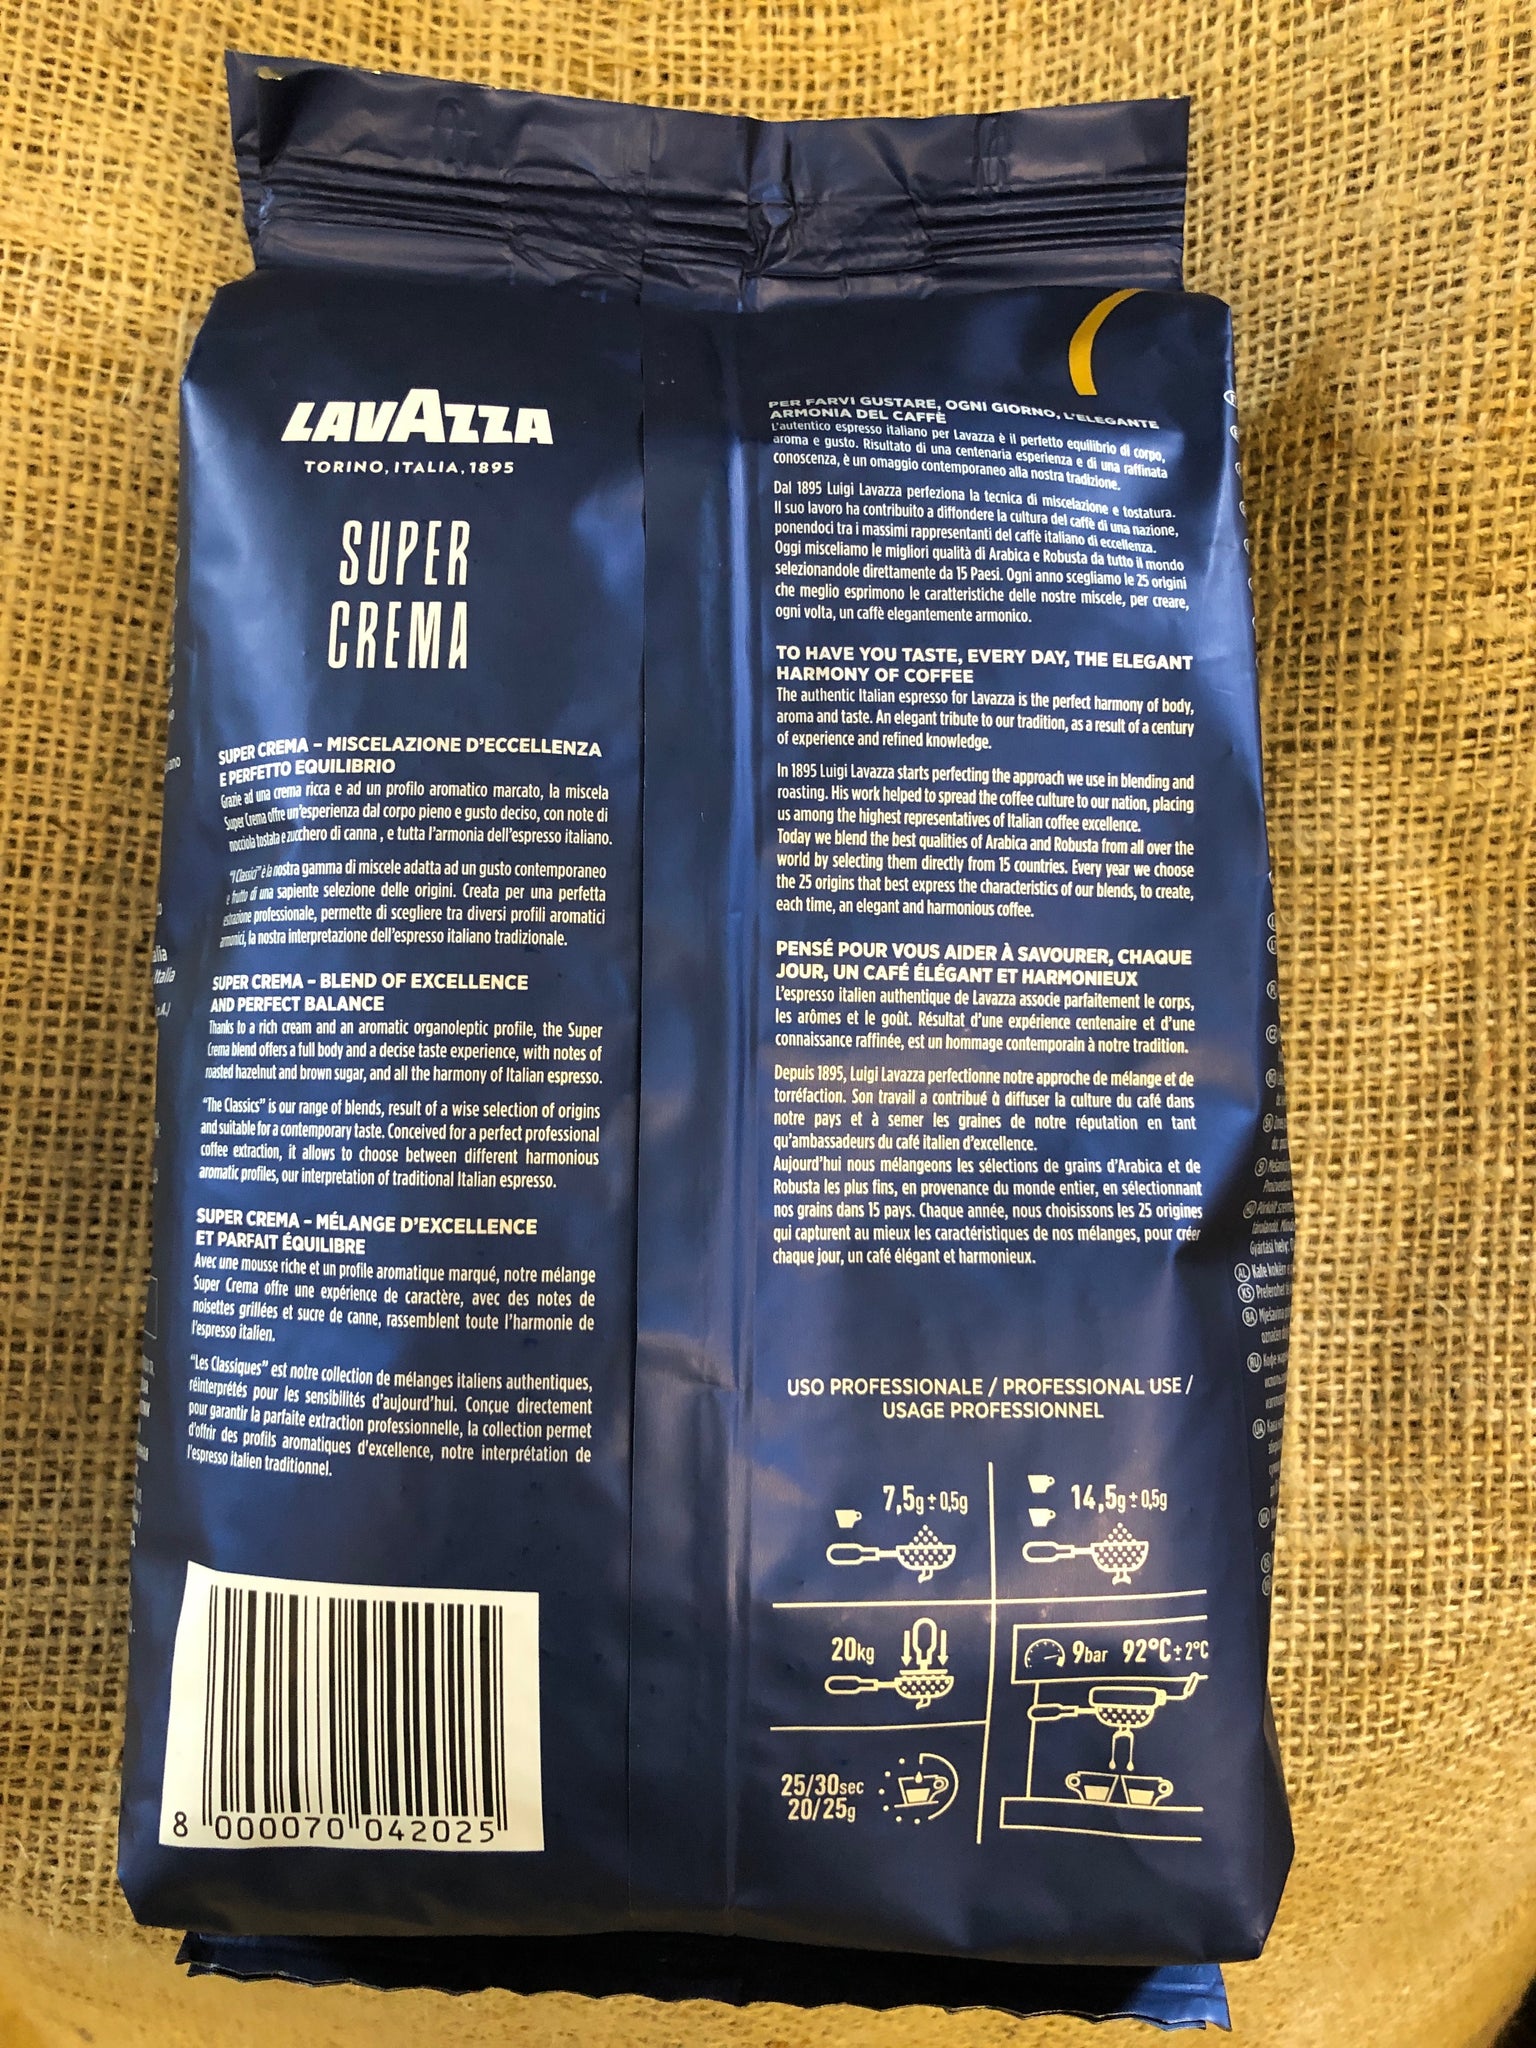 LAVAZZA
TORINO, ITALIA, 1895
SUPER
CREMA
SUPER CREMA – MISCELAZIONE D'ECCELLENZA
E PERFETTO EQUILIBRIO
Grazie ad una crema ricca e ad un profilo aromatico marcato, la miscela
Super Crema offre un'esperienza dal corpo pieno e gusto deciso, con note di
nocciola tostata e zucchero di canna , e tutta l'armonia dell'espresso italiano.
"I Classici" è la nostra gamma di miscele adatta ad un gusto contemporaneo
e frutto di una sapiente selezione delle origini. Creata per una perfetta
estrazione professionale, permette di scegliere tra diversi profili aromatici
armonici, la nostra interpretazione dell'espresso italiano tradizionale.
SUPER CREMA – BLEND OF EXCELLENCE
AND PERFECT BALANCE
Thanks to a rich cream and an aromatic organoleptic profile, the Super
Crema blend offers a full body and a decise taste experience, with notes of
roasted hazelnut and brown sugar, and all the harmony of Italian espresso.
"The Classics" is our range of blends, result of a wise selection of origins
and suitable for a contemporary taste. Conceived for a perfect professional
coffee extraction, it allows to choose between different harmonious
aromatic profiles, our interpretation of traditional Italian espresso.
SUPER CREMA – MÉLANGE D'EXCELLENCE
ET PARFAIT ÉQUILIBRE
Avec une mousse riche et un profile aromatique marqué, notre mélange
Super Crema offre une expérience de caractère, avec des notes de
noisettes grillées et sucre de canne, rassemblent toute l'harmonie de
l'espresso italien.
"Les Classiques" est notre collection de mélanges italiens authentiques,
réinterprétés pour les sensibilités d'aujourd'hui. Conçue directement
pour garantir la parfaite extraction professionnelle, la collection permet
d'offrir des profils aromatiques d'excellence, notre interprétation de
l'espresso italien traditionnel.
8 000070 042025
PER FARVI GUSTARE, OGNI GIORNO, L'ELEGANTE
ARMONIA DEL CAFFÈ
L'autentico espresso italiano per Lavazza è il perfetto equilibrio di corpo,
aroma e gusto. Risultato di una centenaria esperienza e di una raffinata
conoscenza, è un omaggio contemporaneo alla nostra tradizione.
Dal 1895 Luigi Lavazza perfeziona la tecnica di miscelazione e tostatura.
Il suo lavoro ha contribuito a diffondere la cultura del caffè di una nazione,
ponendoci tra i massimi rappresentanti del caffè italiano di eccellenza.
Oggi misceliamo le migliori qualità di Arabica e Robusta da tutto il mondo
selezionandole direttamente da 15 Paesi. Ogni anno scegliamo le 25 origini
che meglio esprimono le caratteristiche delle nostre miscele, per creare,
ogni volta, un caffè elegantemente armonico.
TO HAVE YOU TASTE, EVERY DAY, THE ELEGANT
HARMONY OF COFFEE
The authentic Italian espresso for Lavazza is the perfect harmony of body,
aroma and taste. An elegant tribute to our tradition, as a result of a century
of experience and refined knowledge.
In 1895 Luigi Lavazza starts perfecting the approach we use in blending and
roasting. His work helped to spread the coffee culture to our nation, placing
us among the highest representatives of Italian coffee excellence.
Today we blend the best qualities of Arabica and Robusta from all over the
world by selecting them directly from 15 countries. Every year we choose
the 25 origins that best express the characteristics of our blends, to create,
each time, an elegant and harmonious coffee.
PENSÉ POUR VOUS AIDER À SAVOURER, CHAQUE
JOUR, UN CAFÉ ÉLÉGANT ET HARMONIEUX
L'espresso italien authentique de Lavazza associe parfaitement le corps,
les arômes et le goût. Résultat d'une expérience centenaire et d'une
connaissance raffinée, est un hommage contemporain à notre tradition.
Depuis 1895, Luigi Lavazza perfectionne notre approche de mélange et de
torréfaction. Son travail a contribué à diffuser la culture du café dans
notre pays et à semer les graines de notre réputation en tant
qu'ambassadeurs du café italien d'excellence.
Aujourd'hui nous mélangeons les sélections de grains d'Arabica et de
Robusta les plus fins, en provenance du monde entier, en sélectionnant
nos grains dans 15 pays. Chaque année, nous choisissons les 25 origines
qui capturent au mieux les caractéristiques de nos mélanges, pour créer
chaque jour, un café élégant et harmonieux.
USO PROFESSIONALE / PROFESSIONAL USE /
USAGE PROFESSIONNEL
7,5g ± 0,5g
14,5g ± 0,5g
20kg
9bar 92°C ± 2°C
25/30sec
20/25g
Italia
AL
KS
BA
RU
UA